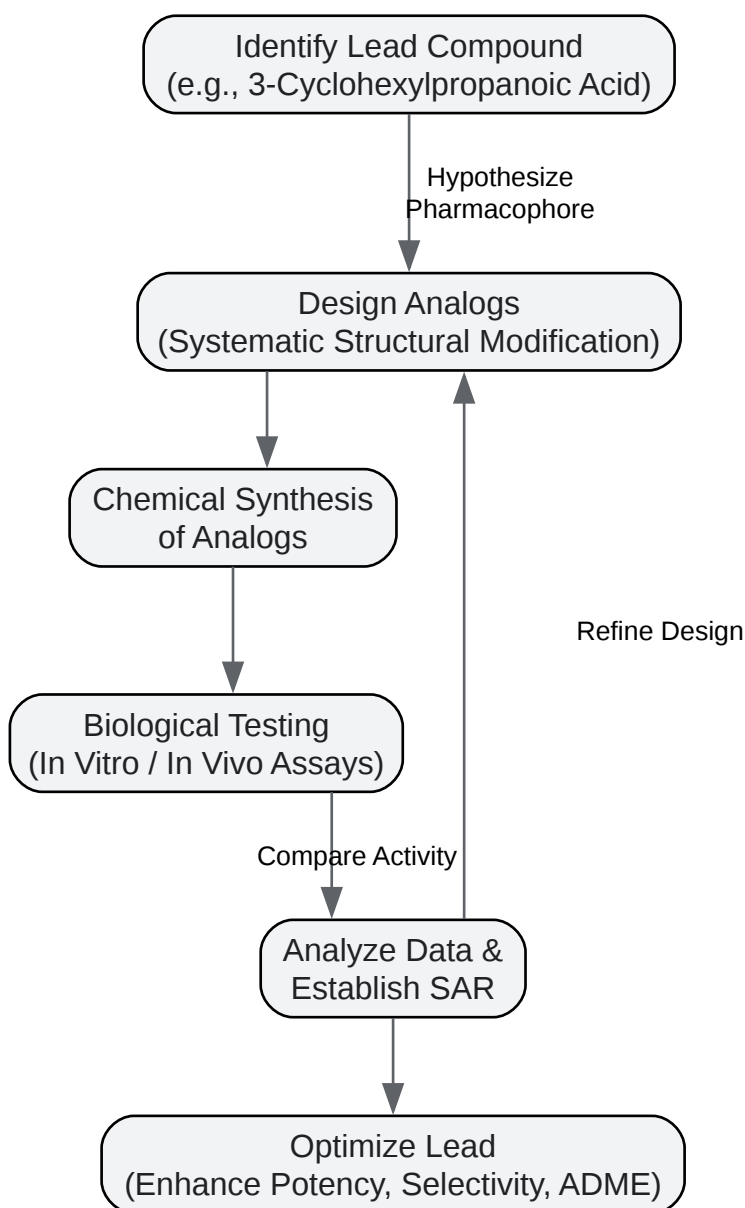 Identify Lead Compound
(e.g., 3-Cyclohexylpropanoic Acid)
Hypothesize
Pharmacophore
Design Analogs
(Systematic Structural Modification)
Chemical Synthesis
of Analogs
Refine Design
Biological Testing
(In Vitro / In Vivo Assays)
Compare Activity
Analyze Data &
Establish SAR
Optimize Lead
(Enhance Potency, Selectivity, ADME)